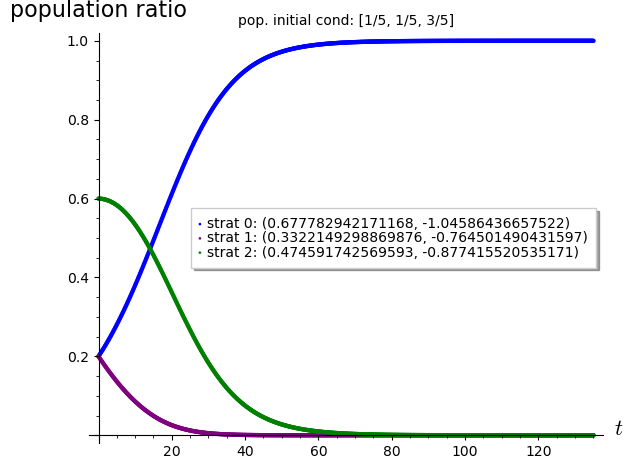 population ratio
pop. initial cond: [1/5, 1/5, 3/5]
1.0
0.8
0.6
0.4
0.2
strat 0: (0.677782942171168, -1.04586436657522)
strat 1: (0.3322149298869876, -0.764501490431597)
strat 2: (0.474591742569593, -0.877415520535171)
20 40 60 80 100 120
t